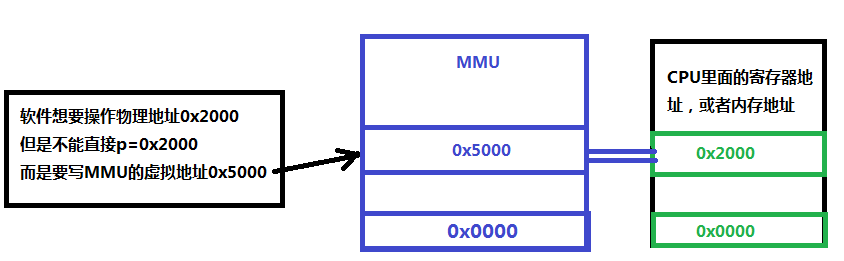 软件想要操作物理地址0x2000
但是不能直接p=0x2000
而是要写MMU的虚拟地址0x5000
MMU
0x5000
0x0000
CPU里面的寄存器地
址，或者内存地址
0x2000
0x0000